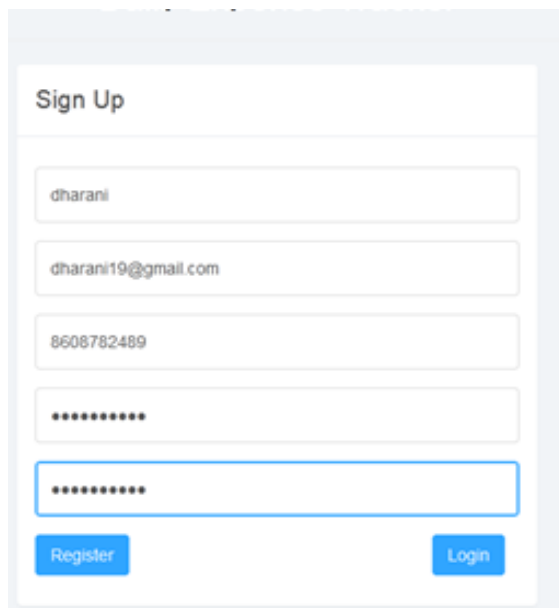 Sign Up
dharani
dharani19@gmail.com
8608782489
••••••••••
••••••••••
Register Login